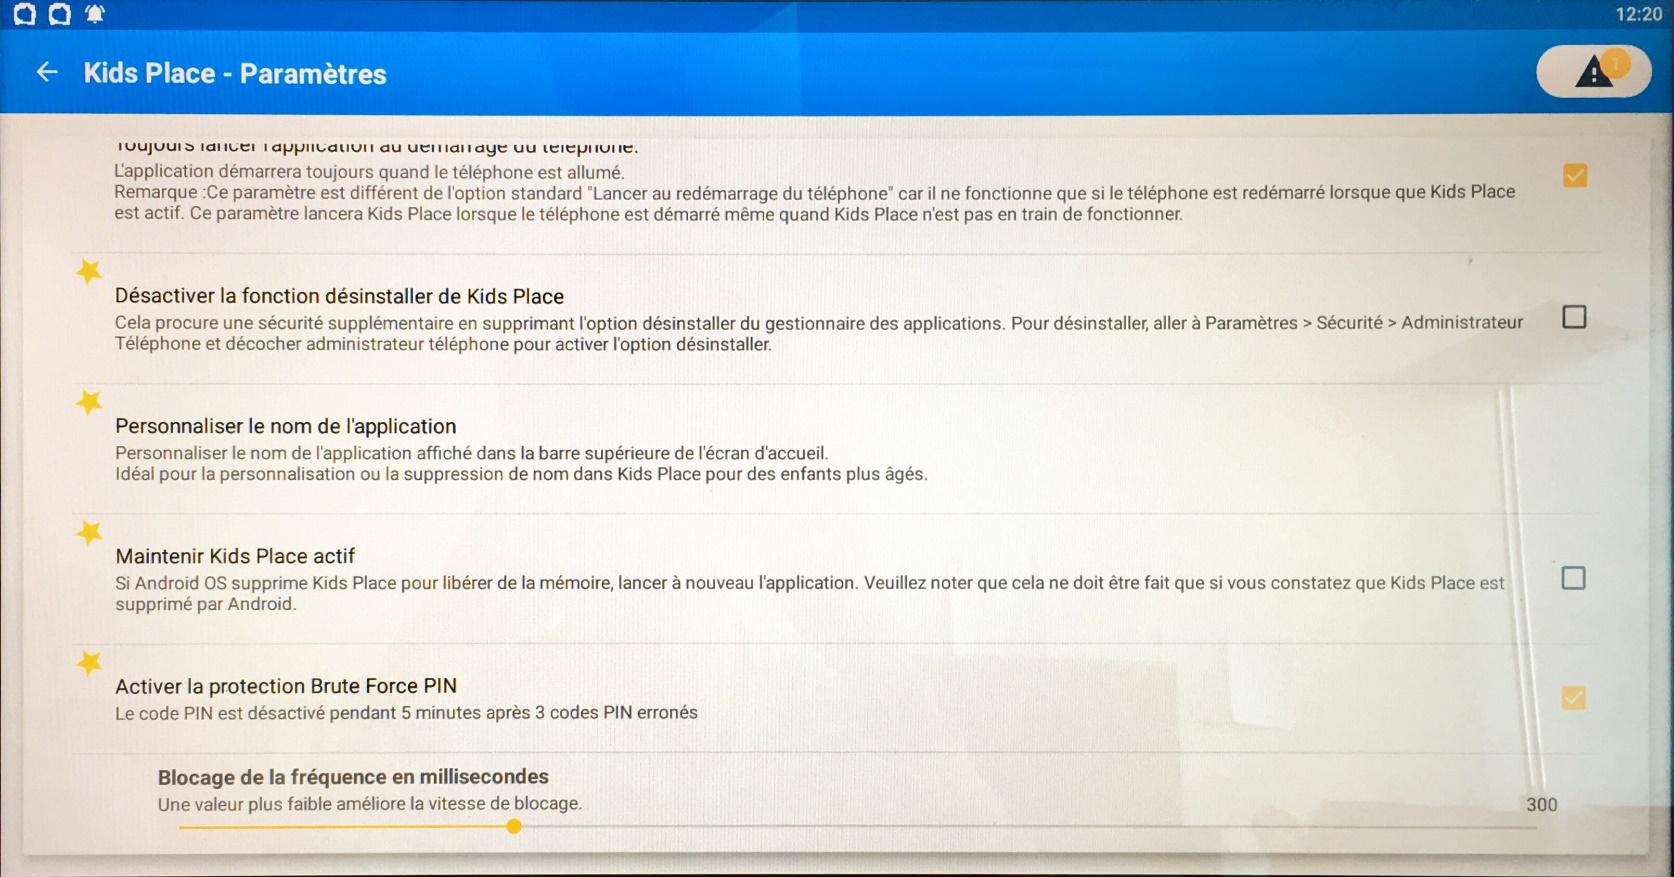 12:20
Kids Place - Paramètres
1
Toujours lancer l'application au démarrage du téléphone.
L'application démarrera toujours quand le téléphone est allumé.
Remarque :Ce paramètre est différent de l'option standard "Lancer au redémarrage du téléphone" car il ne fonctionne que si le téléphone est redémarré lorsque que Kids Place
est actif. Ce paramètre lancera Kids Place lorsque le téléphone est démarré même quand Kids Place n'est pas en train de fonctionner.
Désactiver la fonction désinstaller de Kids Place
Cela procure une sécurité supplémentaire en supprimant l'option désinstaller du gestionnaire des applications. Pour désinstaller, aller à Paramètres > Sécurité > Administrateur
Téléphone et décocher administrateur téléphone pour activer l'option désinstaller.
Personnaliser le nom de l'application
Personnaliser le nom de l'application affiché dans la barre supérieure de l'écran d'accueil.
Idéal pour la personnalisation ou la suppression de nom dans Kids Place pour des enfants plus âgés.
Maintenir Kids Place actif
Si Android OS supprime Kids Place pour libérer de la mémoire, lancer à nouveau l'application. Veuillez noter que cela ne doit être fait que si vous constatez que Kids Place est
supprimé par Android.
Activer la protection Brute Force PIN
Le code PIN est désactivé pendant 5 minutes après 3 codes PIN erronés
Blocage de la fréquence en millisecondes
Une valeur plus faible améliore la vitesse de blocage.
300